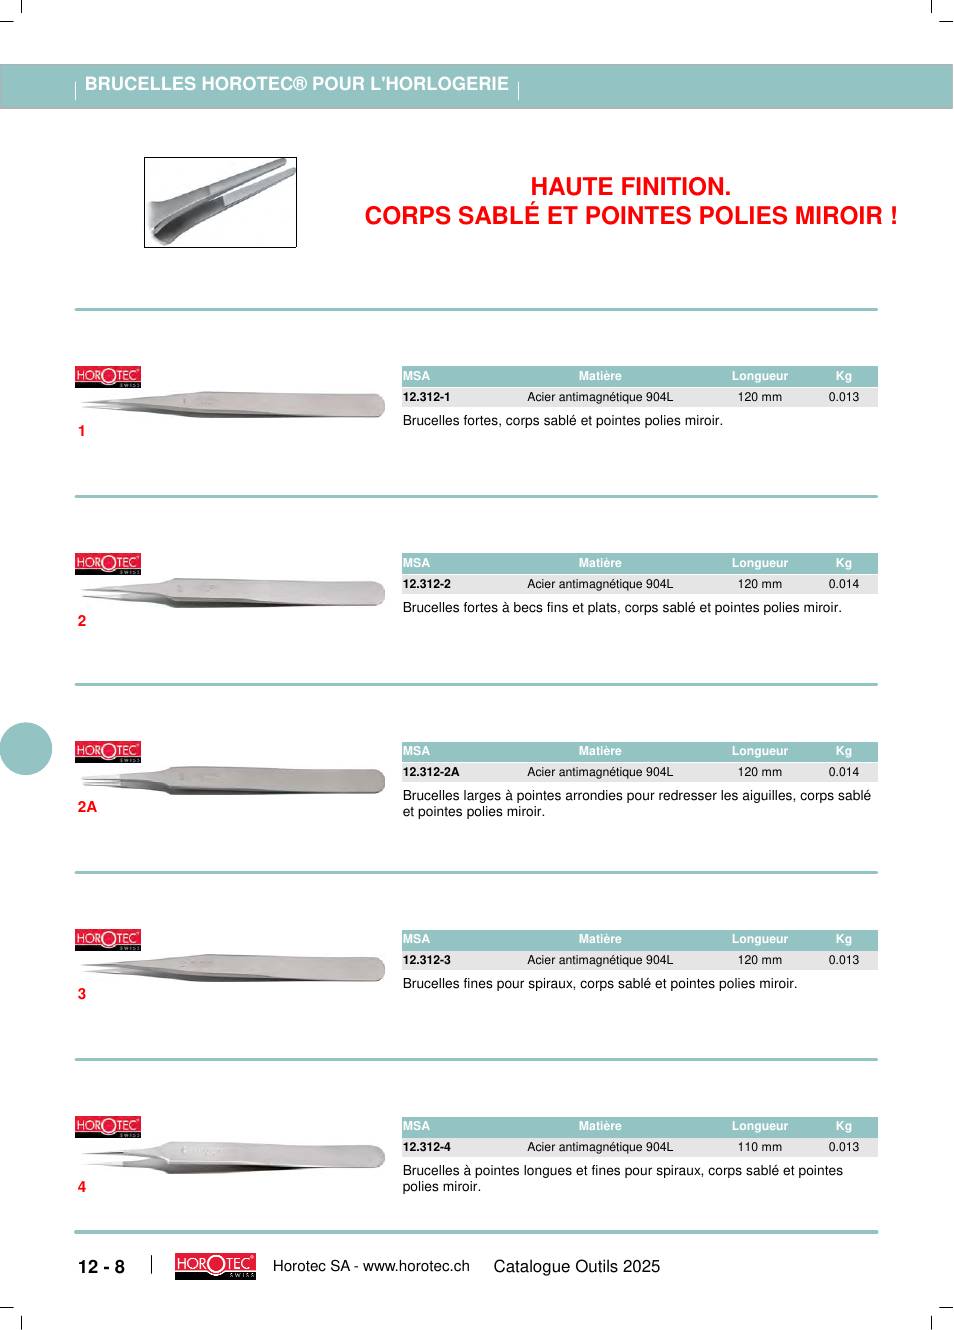 BRUCELLES HOROTEC® POUR L'HORLOGERIE
HAUTE FINITION.
CORPS SABLÉ ET POINTES POLIES MIROIR !
HOROTEC®
SWISS
1
MSA Matière Longueur Kg
12.312-1 Acier antimagnétique 904L 120 mm 0.013
Brucelles fortes, corps sablé et pointes polies miroir.
HOROTEC®
SWISS
2
MSA Matière Longueur Kg
12.312-2 Acier antimagnétique 904L 120 mm 0.014
Brucelles fortes à becs fins et plats, corps sablé et pointes polies miroir.
HOROTEC®
SWISS
2A
MSA Matière Longueur Kg
12.312-2A Acier antimagnétique 904L 120 mm 0.014
Brucelles larges à pointes arrondies pour redresser les aiguilles, corps sablé
et pointes polies miroir.
HOROTEC®
SWISS
3
MSA Matière Longueur Kg
12.312-3 Acier antimagnétique 904L 120 mm 0.013
Brucelles fines pour spiraux, corps sablé et pointes polies miroir.
HOROTEC®
SWISS
4
MSA Matière Longueur Kg
12.312-4 Acier antimagnétique 904L 110 mm 0.013
Brucelles à pointes longues et fines pour spiraux, corps sablé et pointes
polies miroir.
12 - 8 HOROTEC® SWISS Horotec SA - www.horotec.ch Catalogue Outils 2025